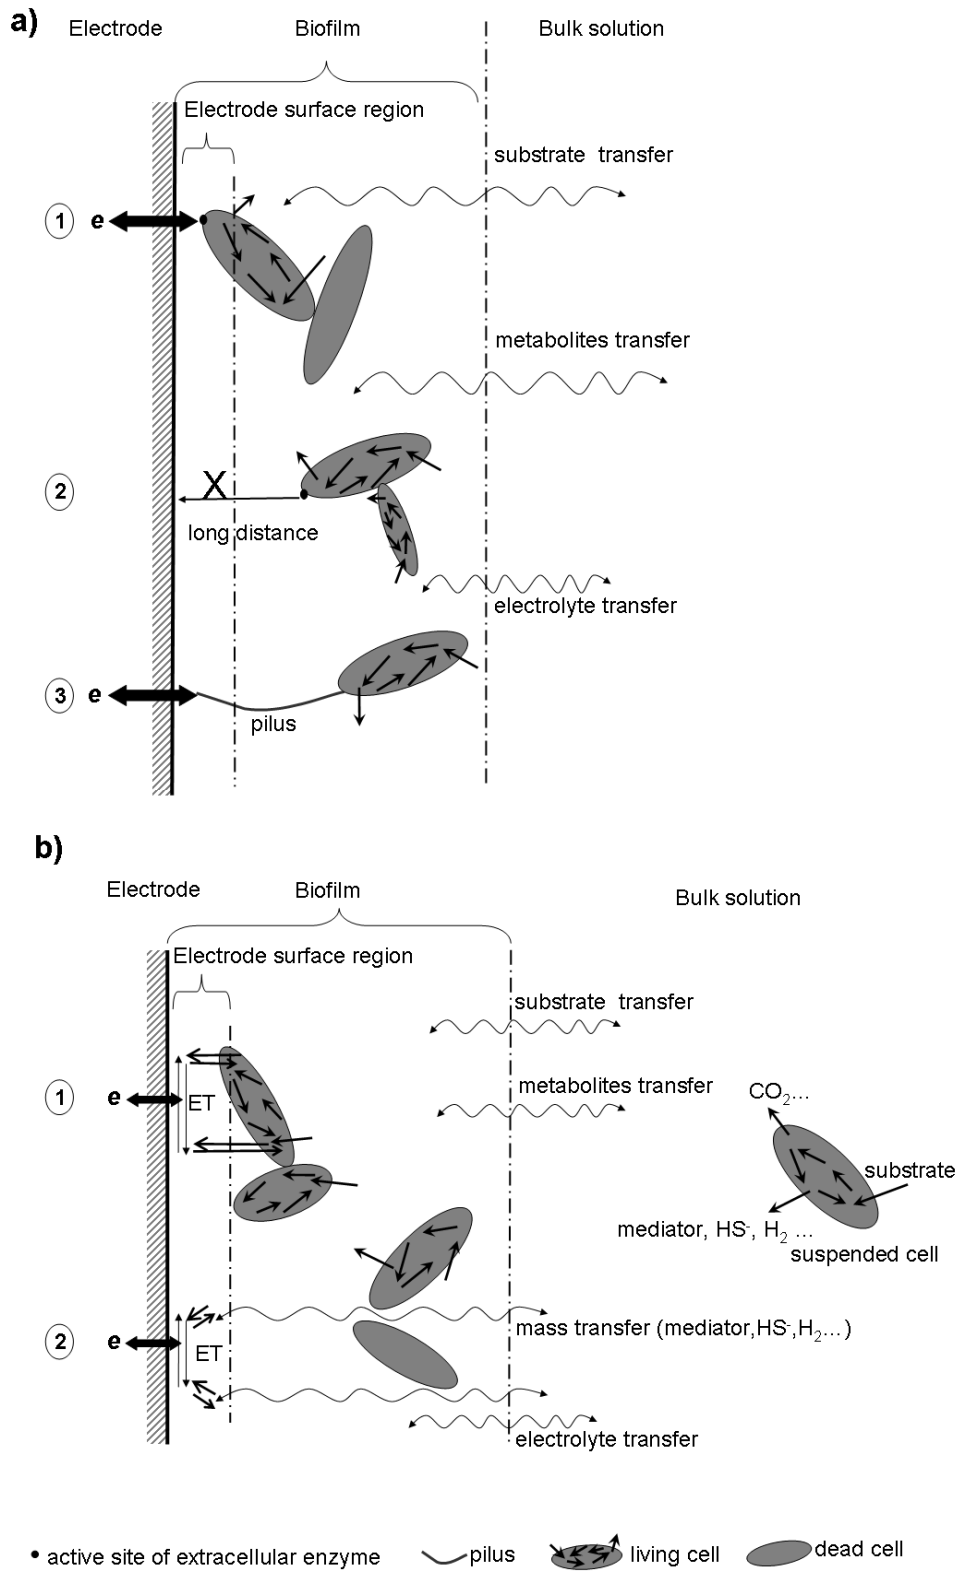 a)
Electrode
Biofilm
Bulk solution
Electrode surface region
substrate transfer
1
e
metabolites transfer
X
2
long distance
electrolyte transfer
3
e
pilus
b)
Electrode
Biofilm
Bulk solution
Electrode surface region
substrate transfer
metabolites transfer
1
e
ET
CO2...
substrate
mediator, HS-, H2 ...
suspended cell
mass transfer (mediator,HS-,H2...)
2
e
ET
electrolyte transfer
active site of extracellular enzyme
pilus
living cell
dead cell